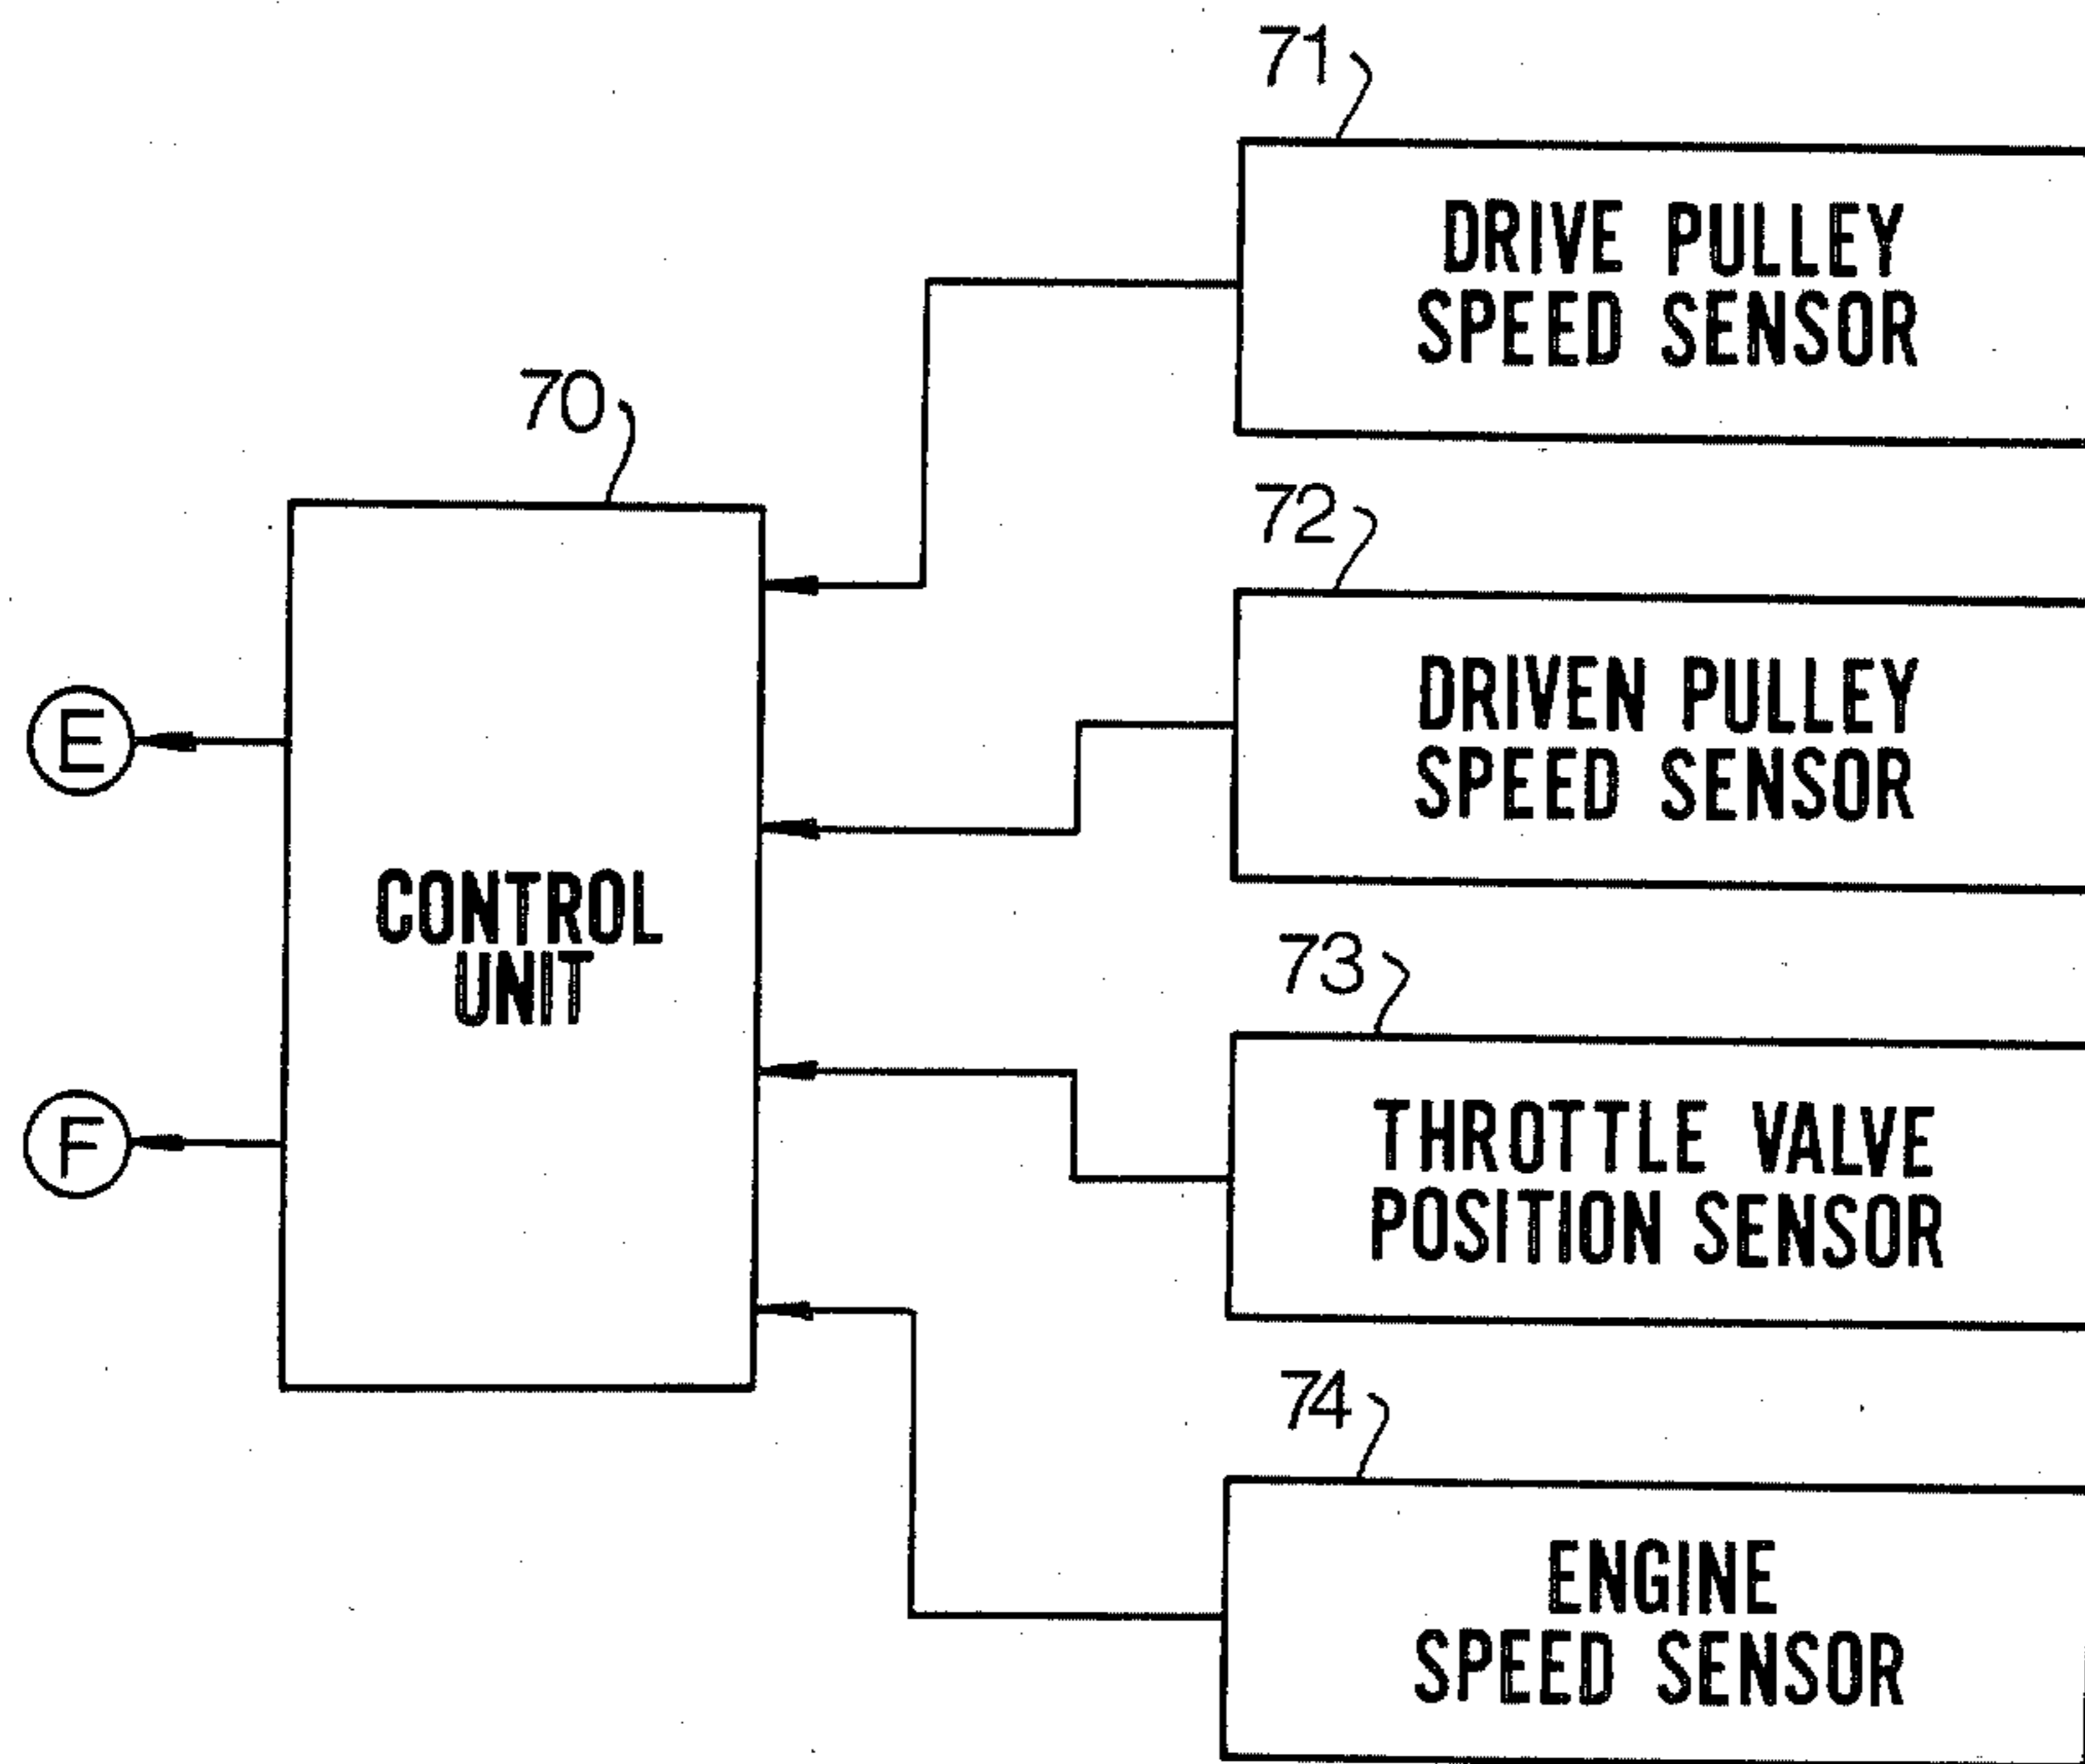 71
DRIVE PULLEY
SPEED SENSOR
70
72
DRIVEN PULLEY
SPEED SENSOR
E
CONTROL
UNIT
73
F
THROTTLE VALVE
POSITION SENSOR
74
ENGINE
SPEED SENSOR